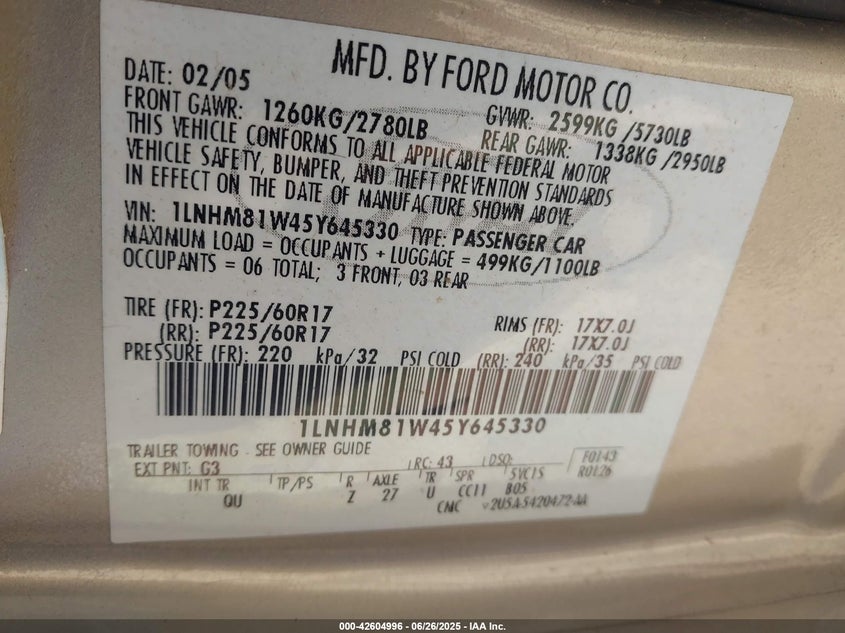 MFD. BY FORD MOTOR CO.
DATE: 02/05
GVWR: 2599KG /5730LB
FRONT GAWR: 1260KG/2780LB
REAR GAWR: 1338KG /2950LB
THIS VEHICLE CONFORMS TO ALL APPLICABLE FEDERAL MOTOR
VEHICLE SAFETY, BUMPER, AND THEFT PREVENTION STANDARDS
IN EFFECT ON THE DATE OF MANUFACTURE SHOWN ABOVE.
VIN: 1LNHM81W45Y645330 TYPE: PASSENGER CAR
MAXIMUM LOAD = OCCUPANTS + LUGGAGE = 499KG/1100LB
OCCUPANTS = 06 TOTAL; 3 FRONT, 03 REAR
TIRE (FR): P225/60R17 RIMS (FR): 17X7.0J
(RR): P225/60R17 (RR): 17X7.0J
PRESSURE (FR): 220 kPa/32 PSI COLD (RR): 240 kPa/35 PSI COLD
1LNHM81W45Y645330
TRAILER TOWING - SEE OWNER GUIDE
EXT PNT: G3 RC: 43 DSO: F0143
R0126
INT TR TP/PS R AXLE TR SPR 5YC15
QU Z 27 U CC11 B05
CMC
000-42604996 | 06/26/2025 - IAA Inc.